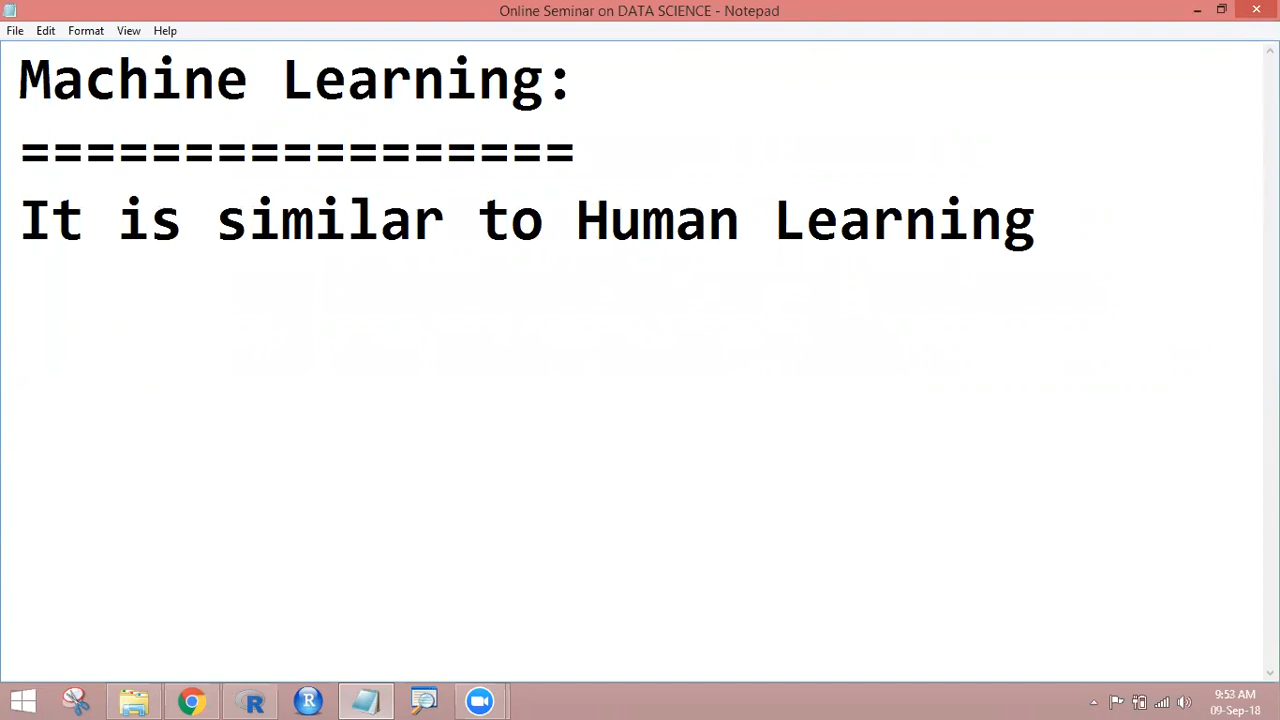 Online Seminar on DATA SCIENCE - Notepad
File Edit Format View Help
Machine Learning:
=================
It is similar to Human Learning
9:53 AM
09-Sep-18